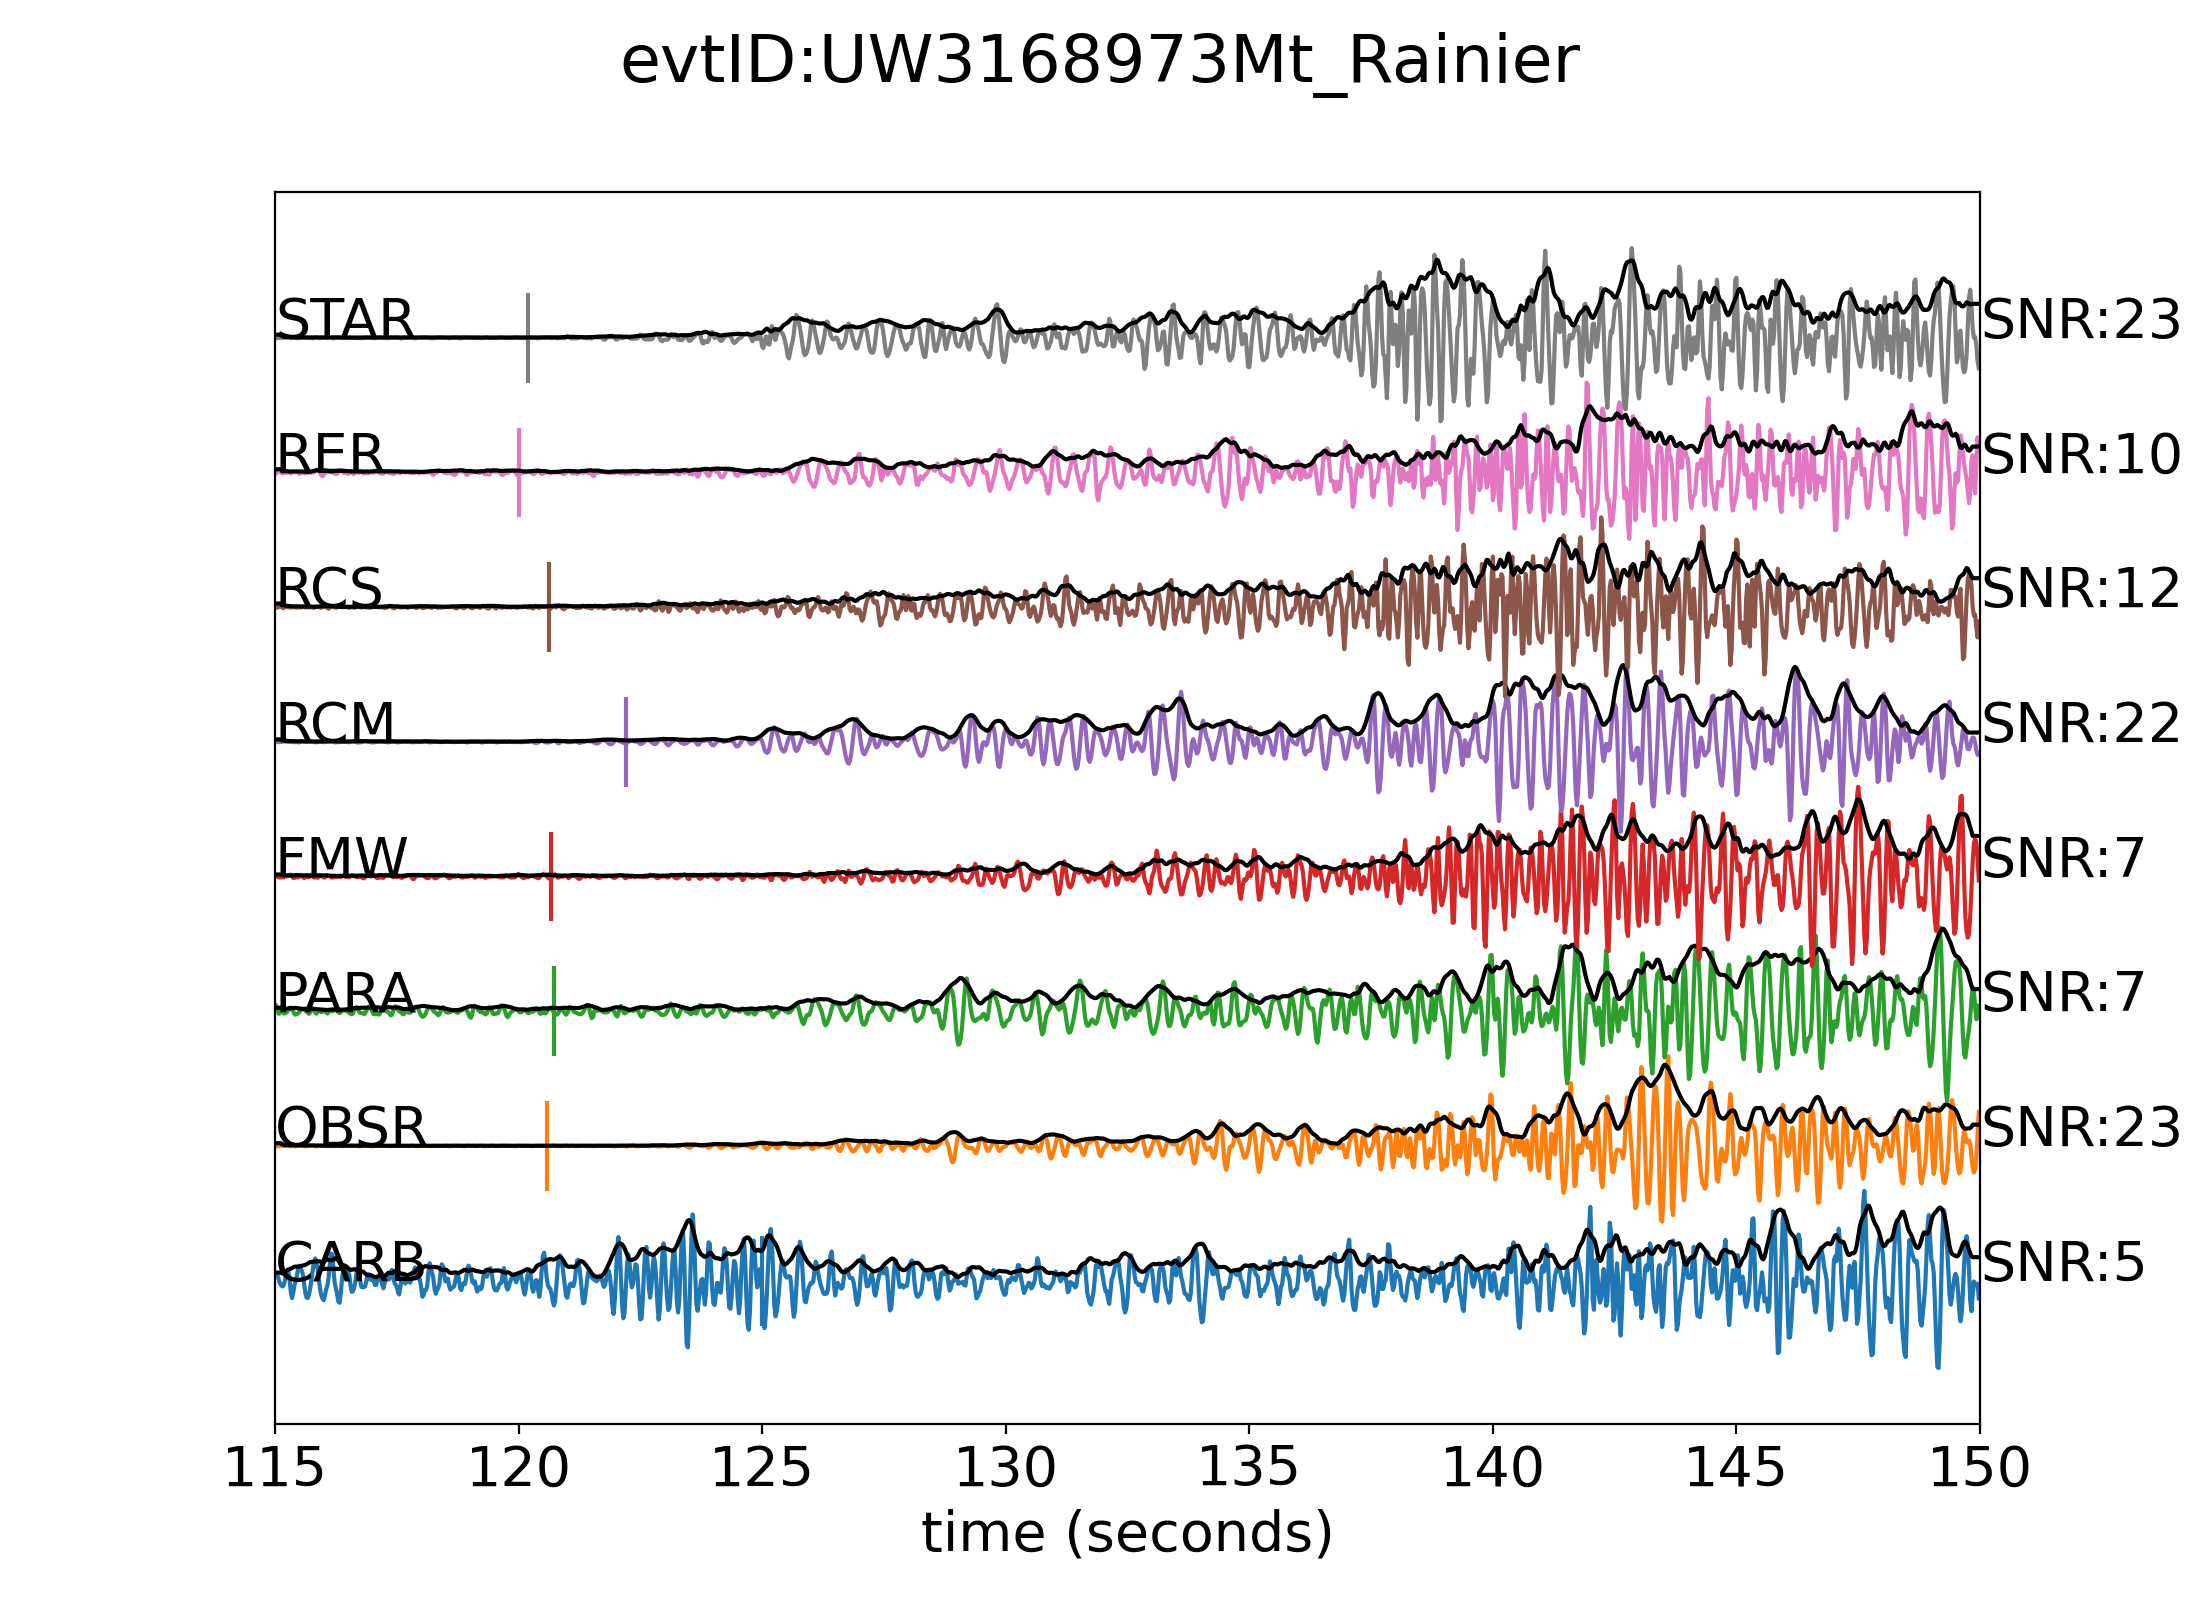 evtID:UW3168973Mt_Rainier
STAR SNR:23
RER SNR:10
RCS SNR:12
RCM SNR:22
FMW SNR:7
PARA SNR:7
OBSR SNR:23
CARB SNR:5
115 120 125 130 135 140 145 150
time (seconds)